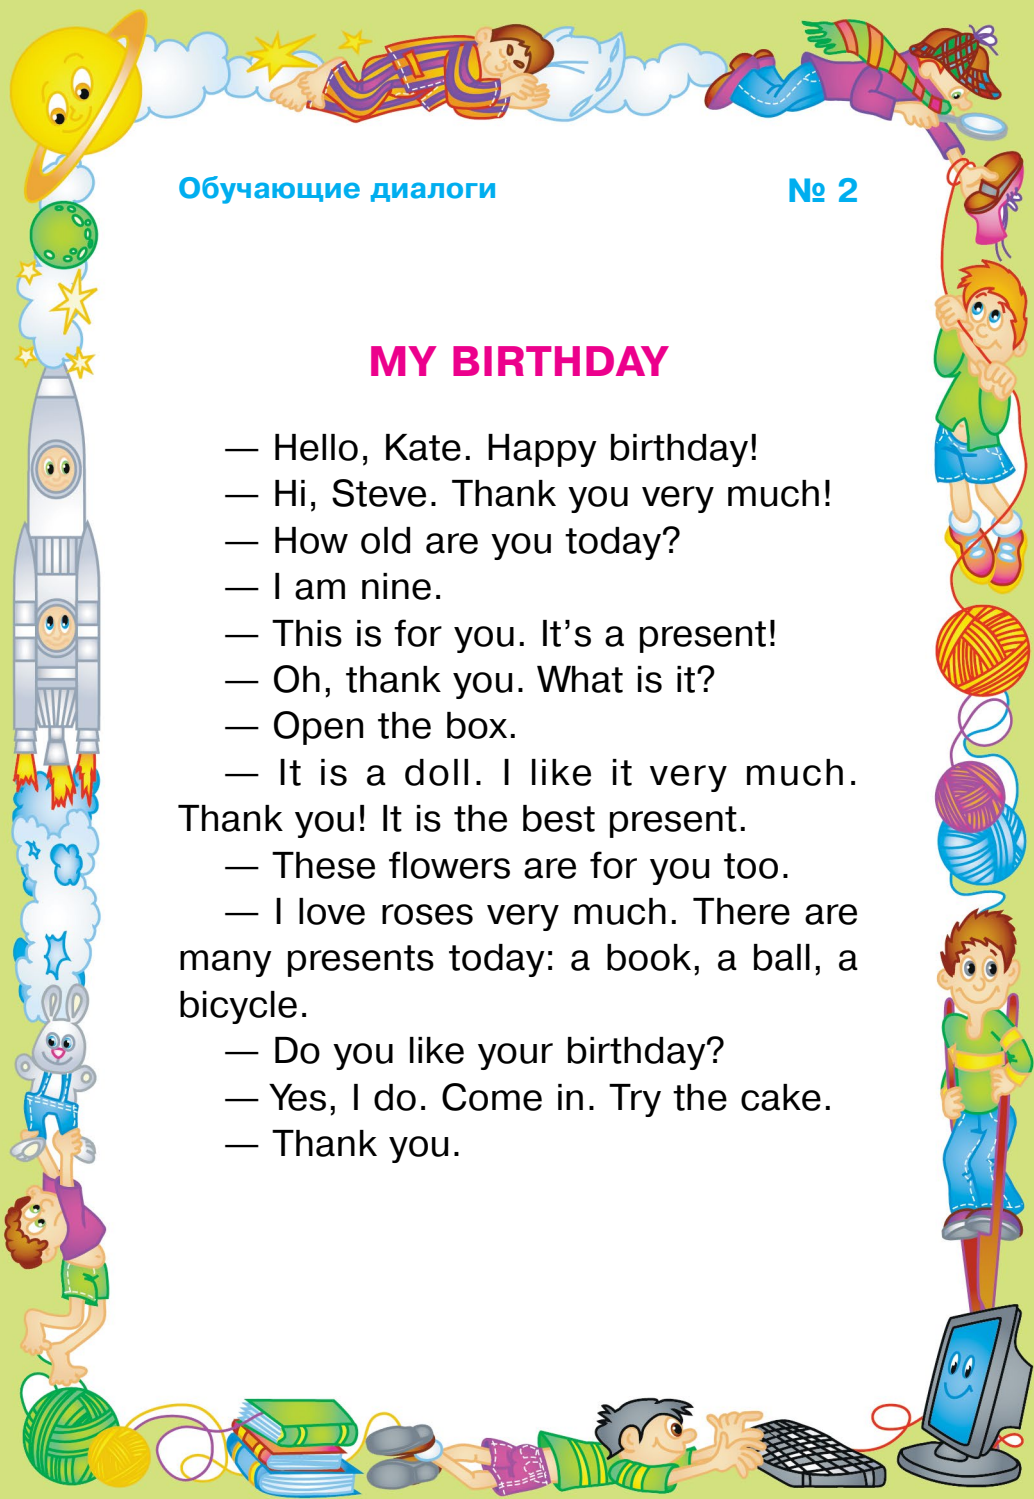 Обучающие диалоги № 2
MY BIRTHDAY
— Hello, Kate. Happy birthday!
— Hi, Steve. Thank you very much!
— How old are you today?
— I am nine.
— This is for you. It’s a present!
— Oh, thank you. What is it?
— Open the box.
— It is a doll. I like it very much.
Thank you! It is the best present.
— These flowers are for you too.
— I love roses very much. There are
many presents today: a book, a ball, a
bicycle.
— Do you like your birthday?
— Yes, I do. Come in. Try the cake.
— Thank you.